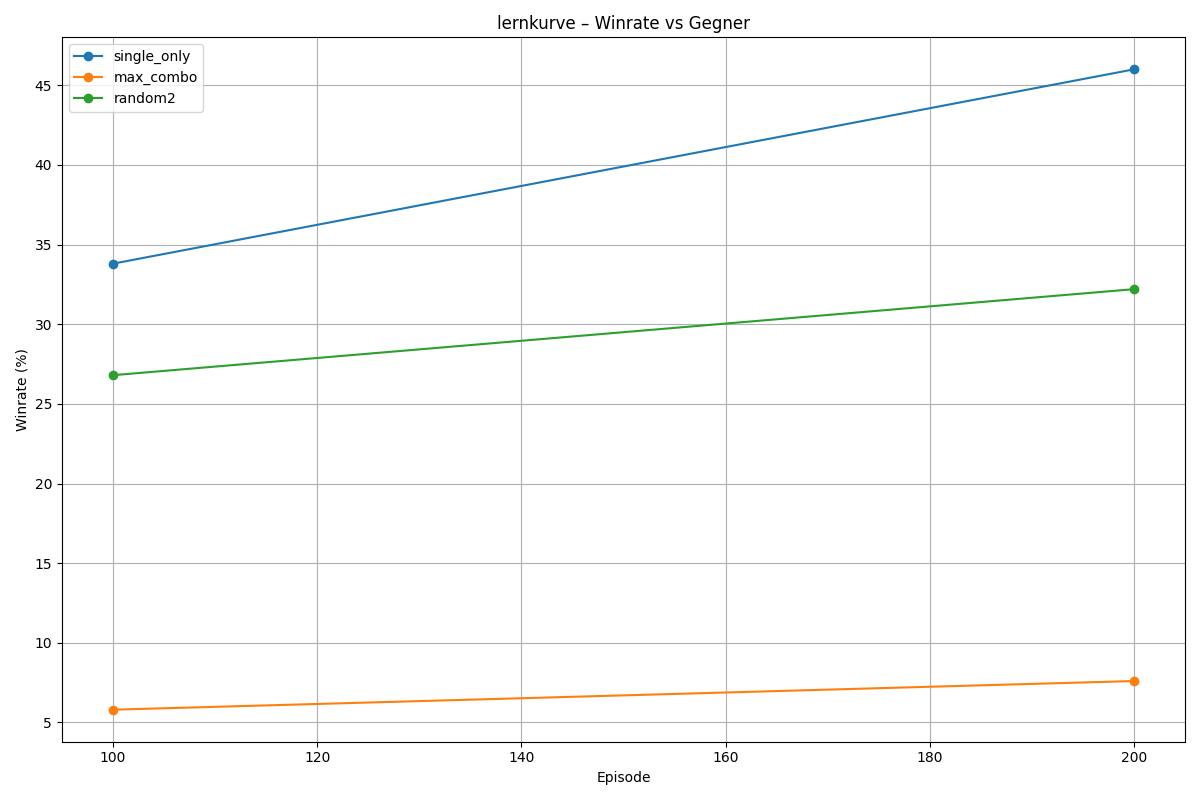 lernkurve – Winrate vs Gegner
single_only
max_combo
random2
Winrate (%)
45
40
35
30
25
20
15
10
5
100 120 140 160 180 200
Episode